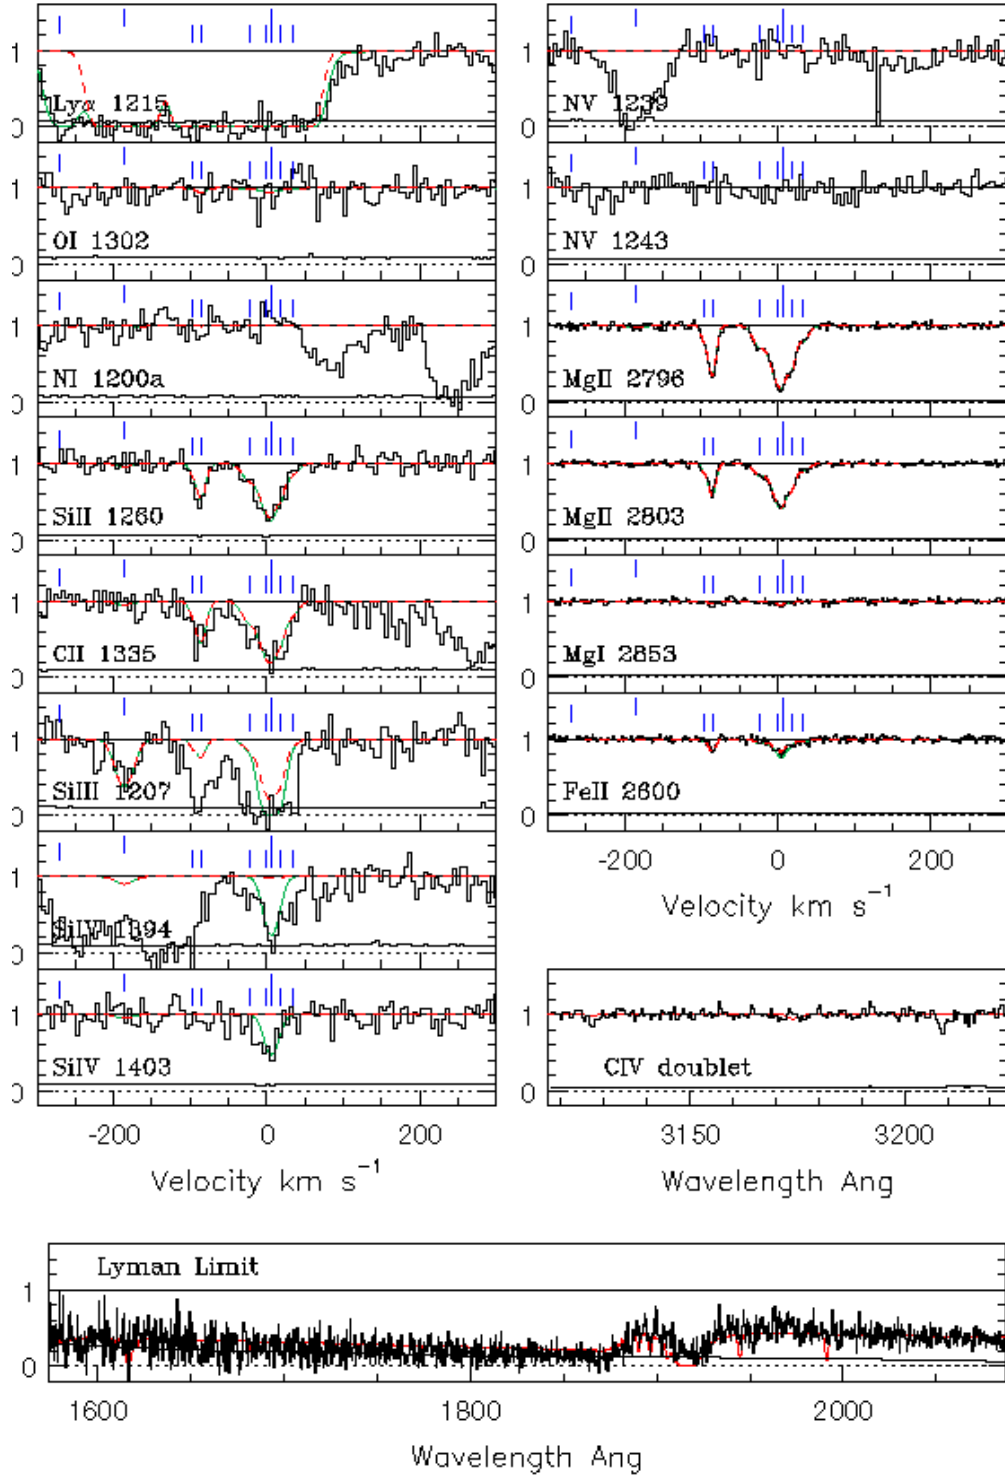 1
Lyα 1215
0
1
OI 1302
0
1
NI 1200a
0
1
SiII 1260
0
1
CII 1335
0
1
SiIII 1207
0
1
SiIV 1394
0
1
SiIV 1403
0
-200 0 200
Velocity km s⁻¹
1
NV 1239
0
1
NV 1243
0
1
MgII 2796
0
1
MgII 2803
0
1
MgI 2853
0
1
FeII 2600
0
-200 0 200
Velocity km s⁻¹
1
CIV doublet
0
3150 3200
Wavelength Ang
Lyman Limit
1
0
1600 1800 2000
Wavelength Ang